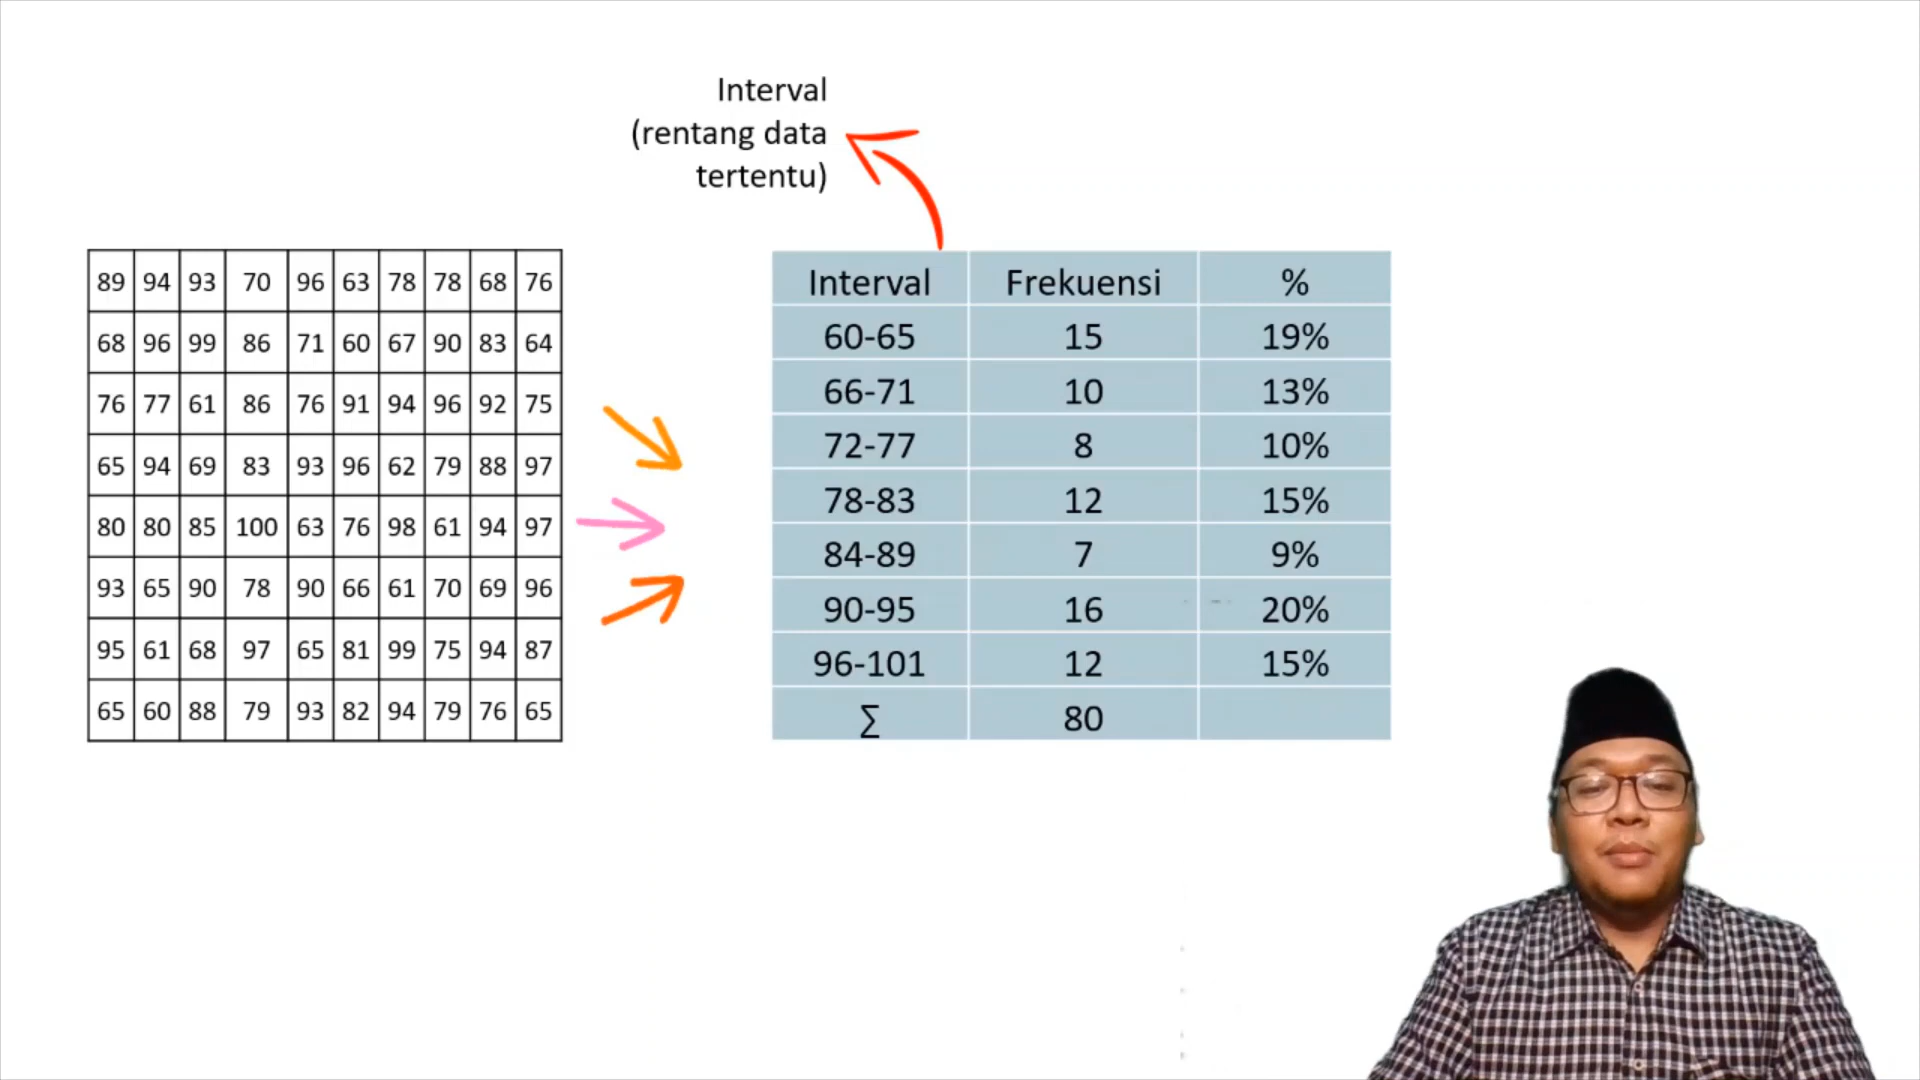 Interval
(rentang data
tertentu)
89 94 93 70 96 63 78 78 68 76
68 96 99 86 71 60 67 90 83 64
76 77 61 86 76 91 94 96 92 75
65 94 69 83 93 96 62 79 88 97
80 80 85 100 63 76 98 61 94 97
93 65 90 78 90 66 61 70 69 96
95 61 68 97 65 81 99 75 94 87
65 60 88 79 93 82 94 79 76 65
Interval Frekuensi %
60-65 15 19%
66-71 10 13%
72-77 8 10%
78-83 12 15%
84-89 7 9%
90-95 16 20%
96-101 12 15%
∑ 80